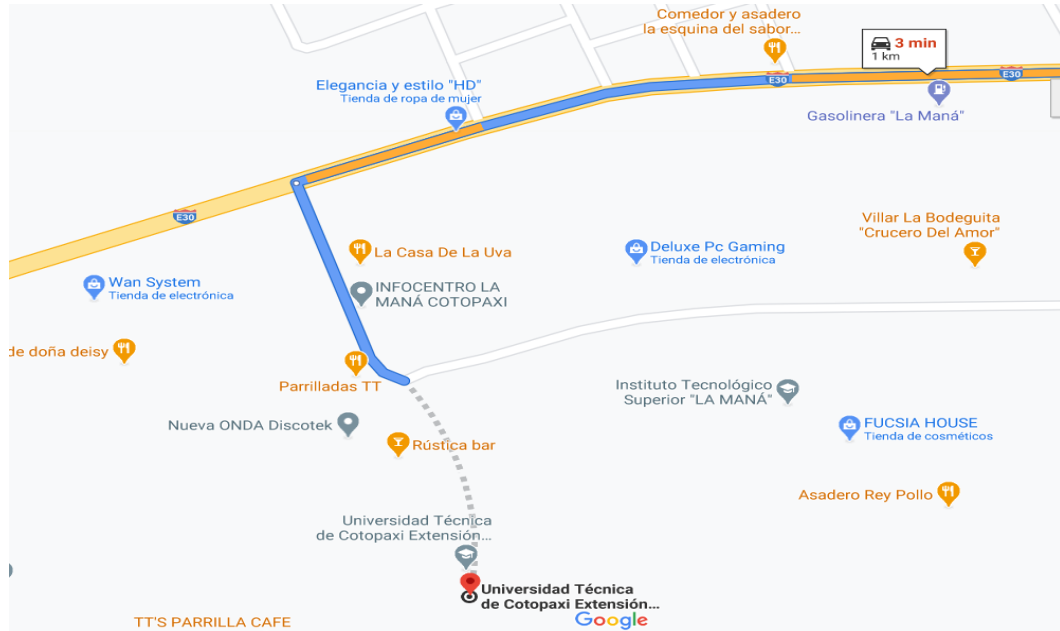 Comedor y asadero
la esquina del sabor...
3 min
1 km
E30
E30
Elegancia y estilo "HD"
Tienda de ropa de mujer
Gasolinera "La Maná"
E30
Villar La Bodeguita
"Crucero Del Amor"
La Casa De La Uva
Deluxe Pc Gaming
Tienda de electrónica
Wan System
Tienda de electrónica
INFOCENTRO LA
MANÁ COTOPAXI
de doña deisy
Parrilladas TT
Instituto Tecnológico
Superior "LA MANÁ"
Nueva ONDA Discotek
Rústica bar
FUCSIA HOUSE
Tienda de cosméticos
Asadero Rey Pollo
Universidad Técnica
de Cotopaxi Extensión...
Universidad Técnica
de Cotopaxi Extensión...
TT'S PARRILLA CAFE
Google